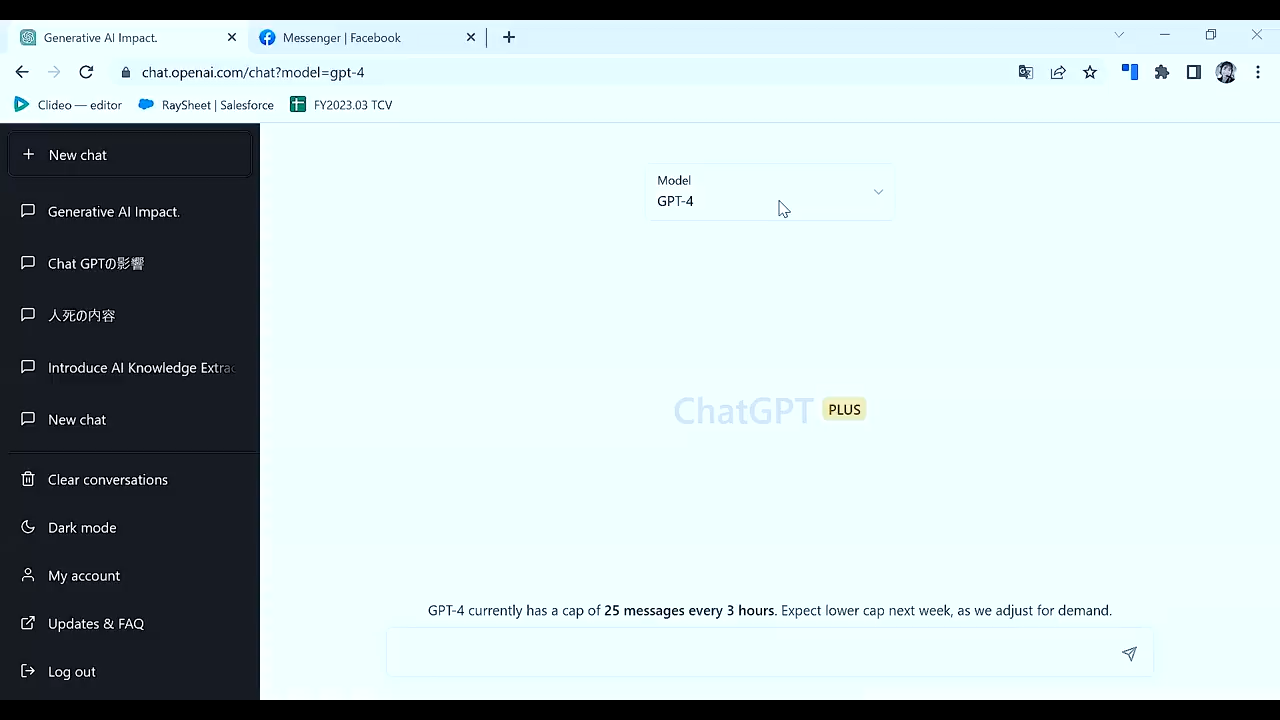 Generative AI Impact.
Messenger | Facebook
chat.openai.com/chat?model=gpt-4
Clideo — editor
RaySheet | Salesforce
FY2023.03 TCV
New chat
Generative AI Impact.
Chat GPTの影響
人死の内容
Introduce AI Knowledge Extrac
New chat
Clear conversations
Dark mode
My account
Updates & FAQ
Log out
Model
GPT-4
ChatGPT PLUS
GPT-4 currently has a cap of 25 messages every 3 hours. Expect lower cap next week, as we adjust for demand.